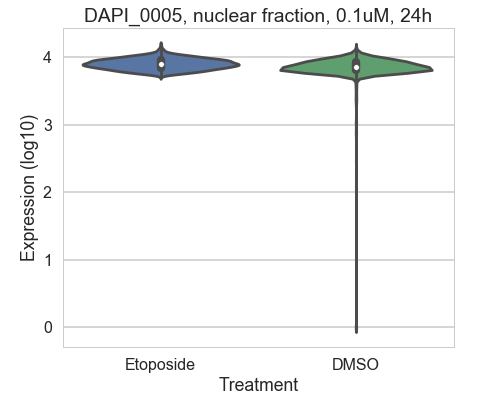 DAPI_0005, nuclear fraction, 0.1uM, 24h
Expression (log10)
4
3
2
1
0
Etoposide DMSO
Treatment